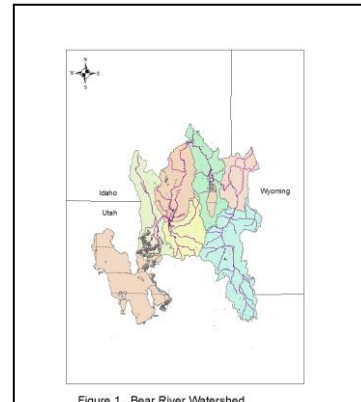 N
W E
S
Idaho
Wyoming
Utah
Figure 1. Bear River Watershed